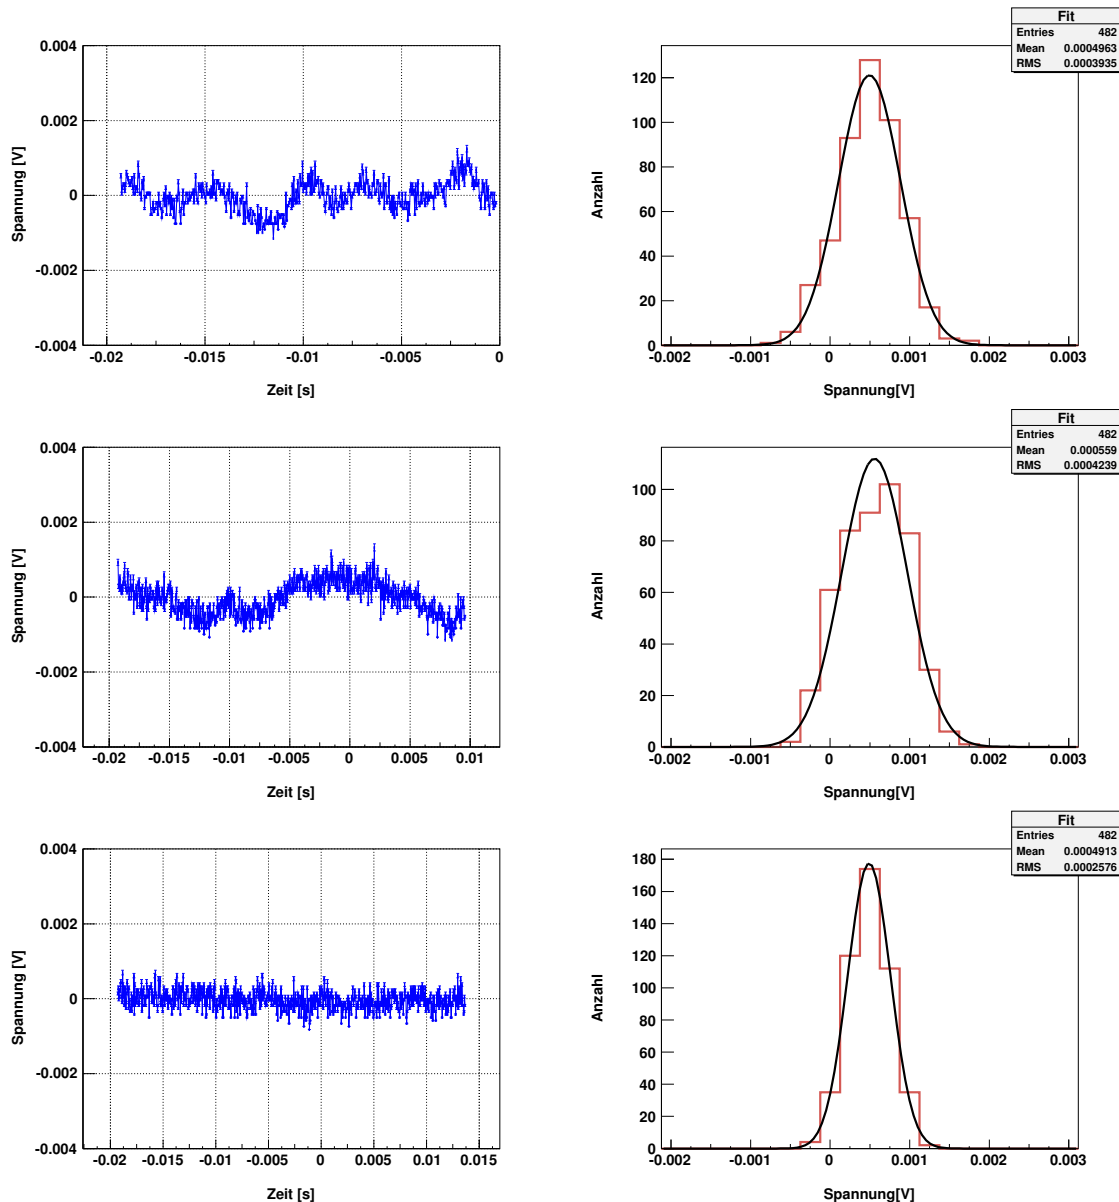 0.004
0.002
0
-0.002
-0.004
Spannung [V]
-0.02 -0.015 -0.01 -0.005 0
Zeit [s]
Fit
Entries 482
Mean 0.0004963
RMS 0.0003935
120
100
80
60
40
20
0
Anzahl
-0.002 -0.001 0 0.001 0.002 0.003
Spannung[V]
0.004
0.002
0
-0.002
-0.004
Spannung [V]
-0.02 -0.015 -0.01 -0.005 0 0.005 0.01
Zeit [s]
Fit
Entries 482
Mean 0.000559
RMS 0.0004239
100
80
60
40
20
0
Anzahl
-0.002 -0.001 0 0.001 0.002 0.003
Spannung[V]
0.004
0.002
0
-0.002
-0.004
Spannung [V]
-0.02 -0.015 -0.01 -0.005 0 0.005 0.01 0.015
Zeit [s]
Fit
Entries 482
Mean 0.0004913
RMS 0.0002576
180
160
140
120
100
80
60
40
20
0
Anzahl
-0.002 -0.001 0 0.001 0.002 0.003
Spannung[V]